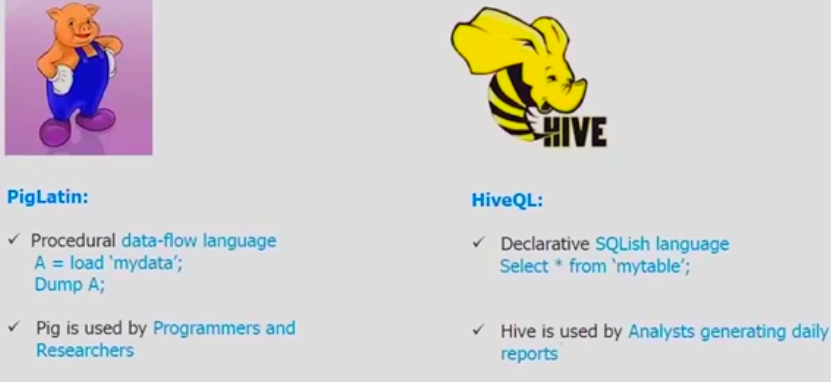 HIVE
PigLatin:
✓ Procedural data-flow language
A = load ‘mydata’;
Dump A;
✓ Pig is used by Programmers and
Researchers
HiveQL:
✓ Declarative SQLish language
Select * from ‘mytable’;
✓ Hive is used by Analysts generating daily
reports